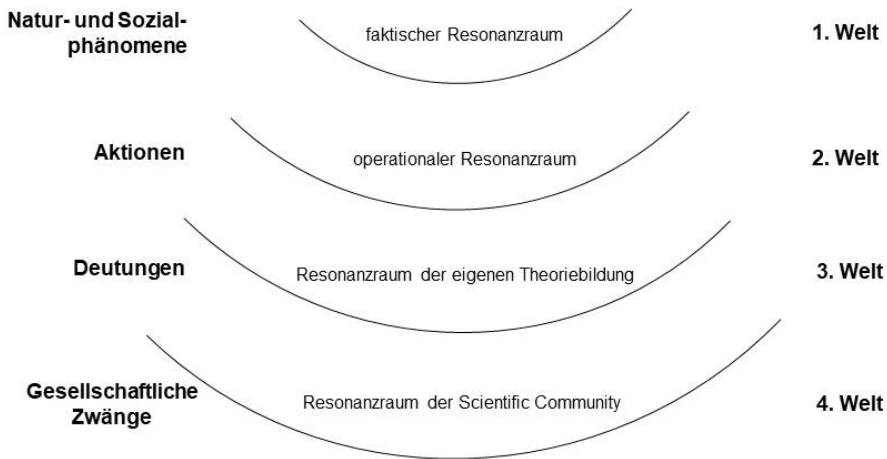 Natur- und Sozial-
phänomene
faktischer Resonanzraum
1. Welt
Aktionen
operationaler Resonanzraum
2. Welt
Deutungen
Resonanzraum der eigenen Theoriebildung
3. Welt
Gesellschaftliche
Zwänge
Resonanzraum der Scientific Community
4. Welt